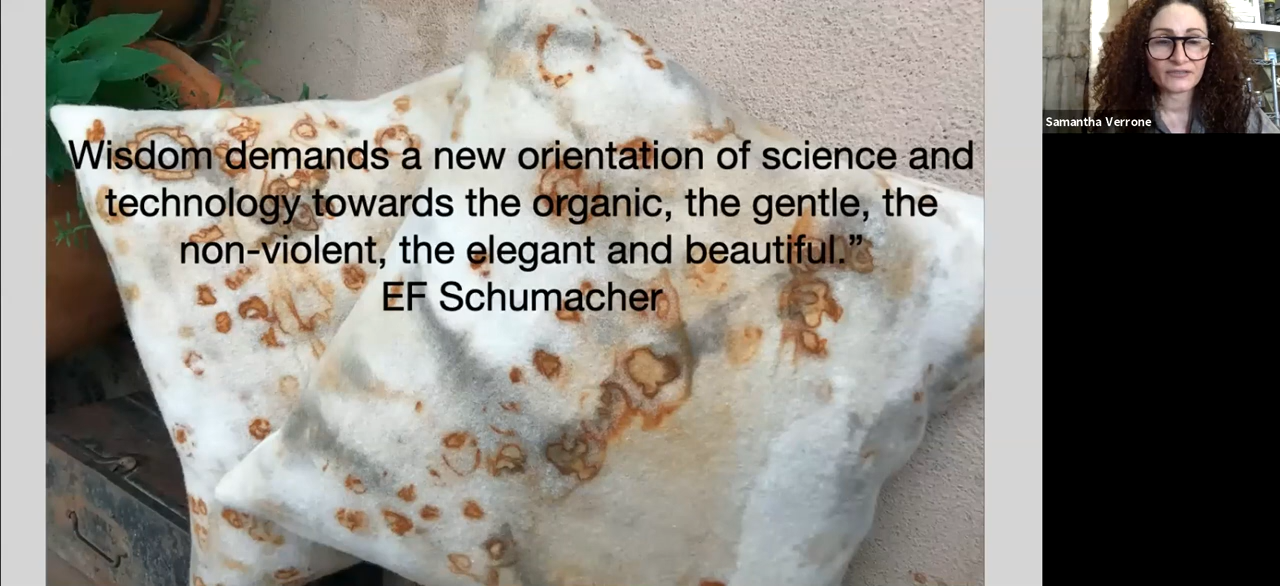 Wisdom demands a new orientation of science and
technology towards the organic, the gentle, the
non-violent, the elegant and beautiful.”
EF Schumacher
Samantha Verrone